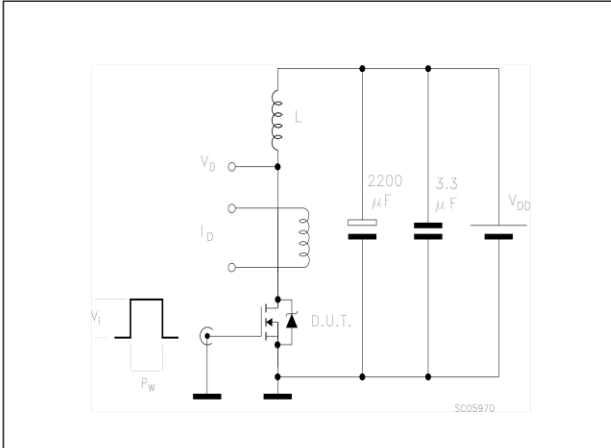 L
V_D
2200
μF
3.3
μF
V_DD
I_D
V_i
D.U.T.
P_W
SC05970